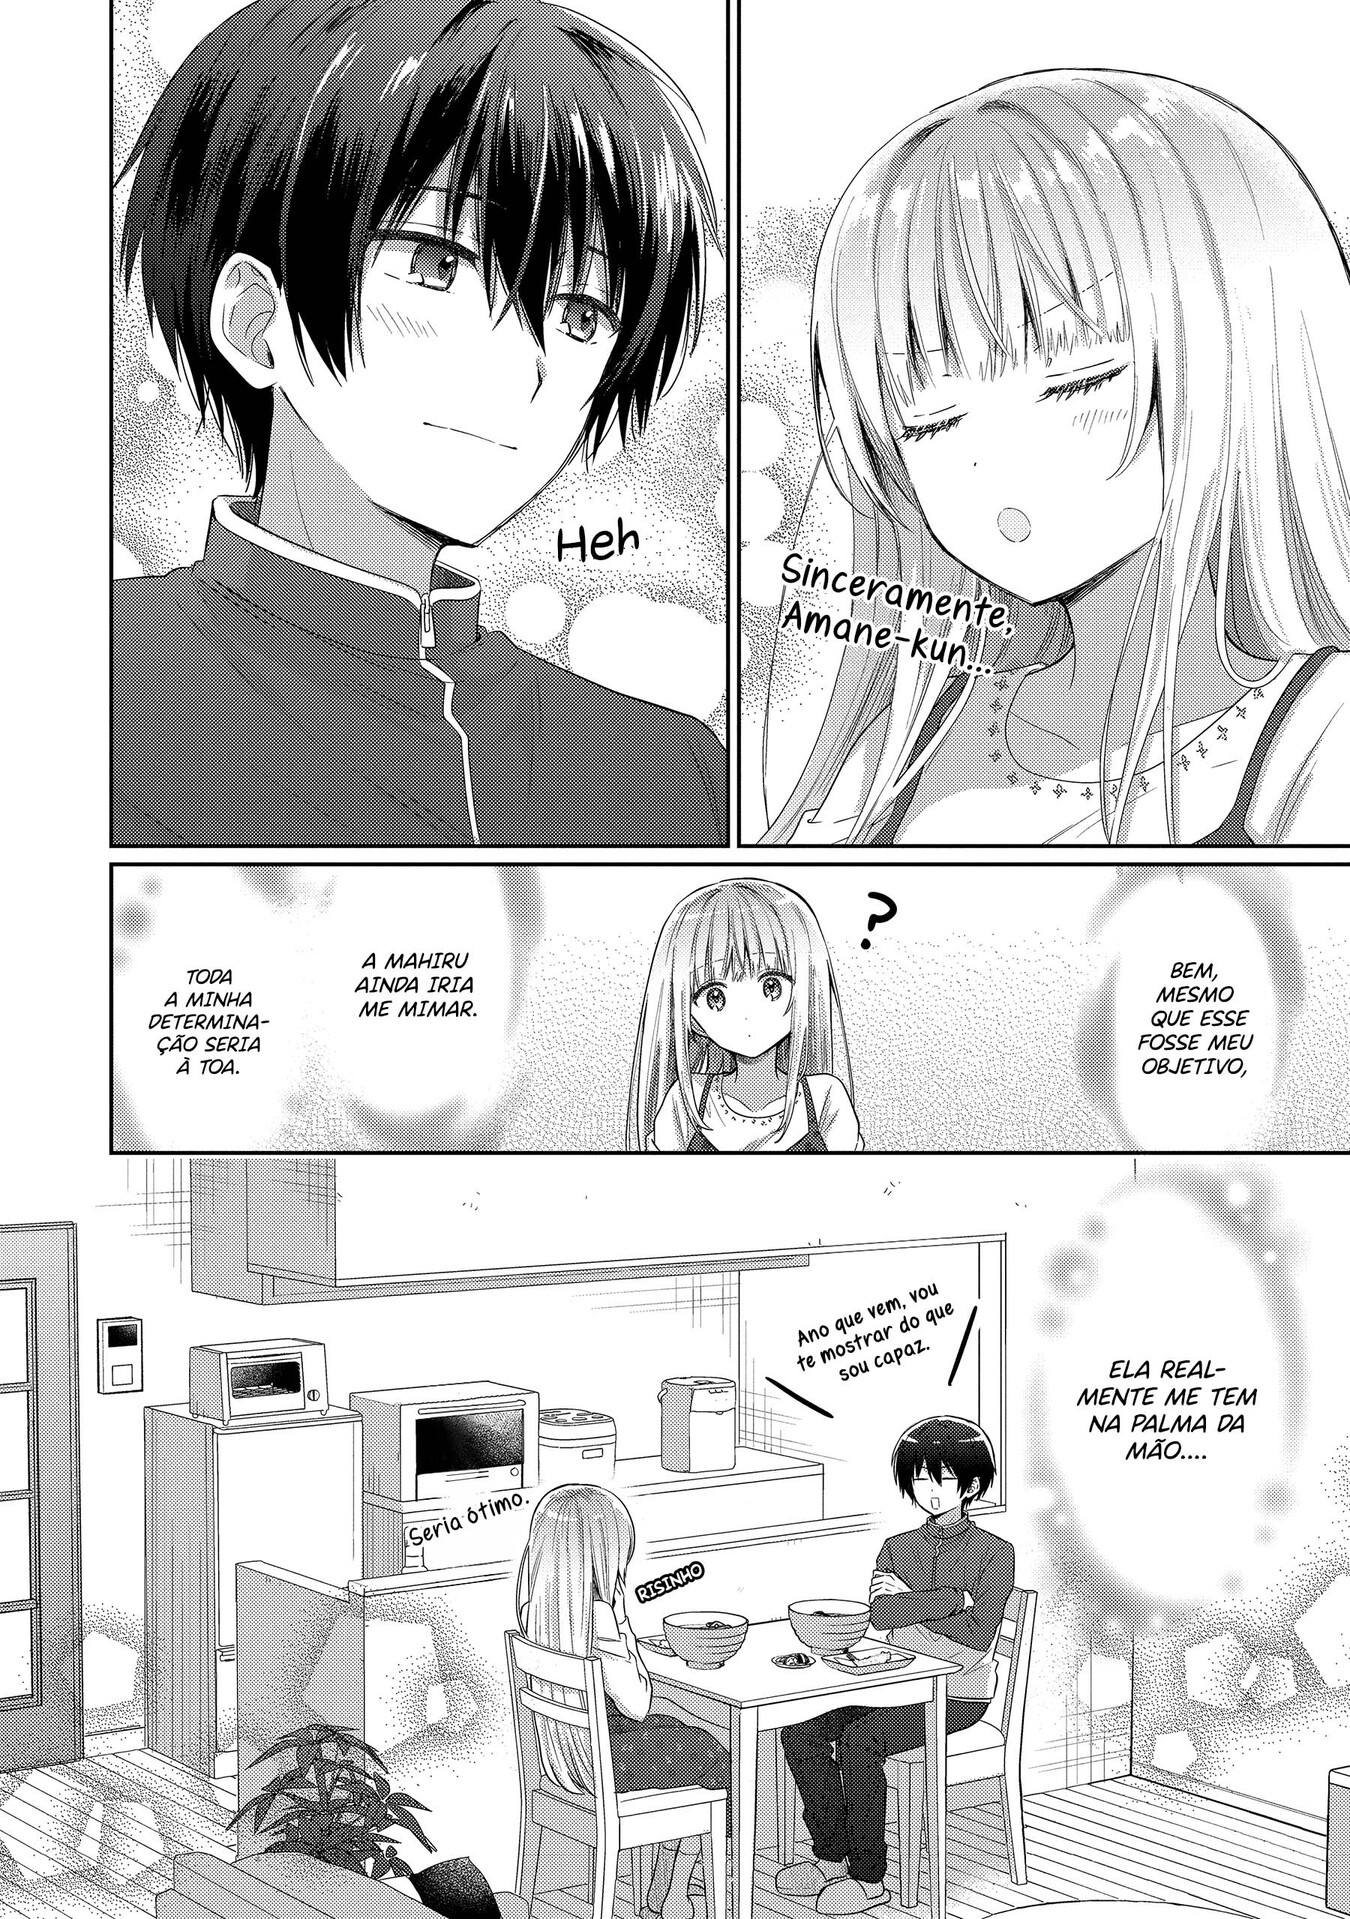 Sinceramente,
Amane-kun...
Heh
?
BEM,
MESMO
QUE ESSE
FOSSE MEU
OBJETIVO,
A MAHIRU
AINDA IRIA
ME MIMAR.
TODA
A MINHA
DETERMINA-
ÇÃO SERIA
À TOA.
ELA REAL-
MENTE ME TEM
NA PALMA DA
MÃO....
Ano que vem, vou
te mostrar do que
sou capaz.
Seria ótimo.
RISINHO